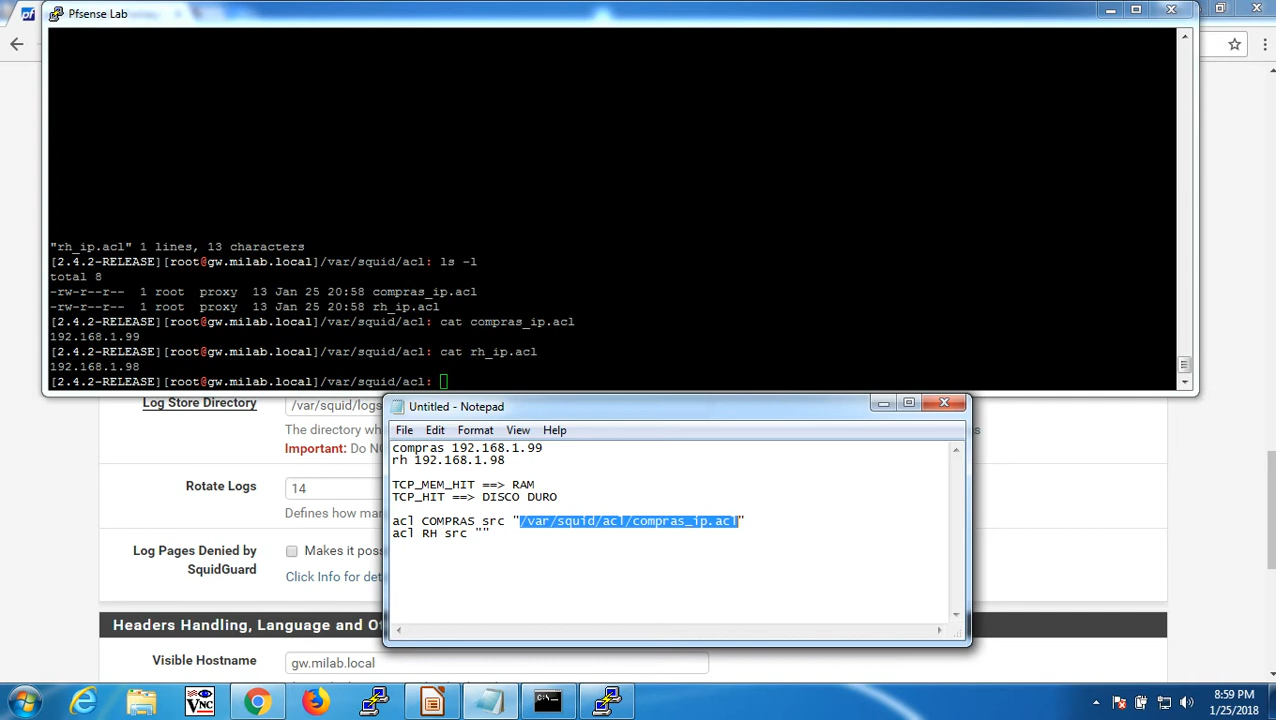 Pfsense Lab
"rh_ip.acl" 1 lines, 13 characters
[2.4.2-RELEASE][root@gw.milab.local]/var/squid/acl: ls -l
total 8
-rw-r--r-- 1 root proxy 13 Jan 25 20:58 compras_ip.acl
-rw-r--r-- 1 root proxy 13 Jan 25 20:58 rh_ip.acl
[2.4.2-RELEASE][root@gw.milab.local]/var/squid/acl: cat compras_ip.acl
192.168.1.99
[2.4.2-RELEASE][root@gw.milab.local]/var/squid/acl: cat rh_ip.acl
192.168.1.98
[2.4.2-RELEASE][root@gw.milab.local]/var/squid/acl:
Log Store Directory
/var/squid/logs
The directory wh
Important: Do NO
Rotate Logs
14
Defines how man
Log Pages Denied by
SquidGuard
Makes it poss
Click Info for det
Headers Handling, Language and Ot
Visible Hostname
gw.milab.local
Untitled - Notepad
File Edit Format View Help
compras 192.168.1.99
rh 192.168.1.98
TCP_MEM_HIT ==> RAM
TCP_HIT ==> DISCO DURO
acl COMPRAS src "/var/squid/acl/compras_ip.acl"
acl RH src ""
8:59 PM
1/25/2018